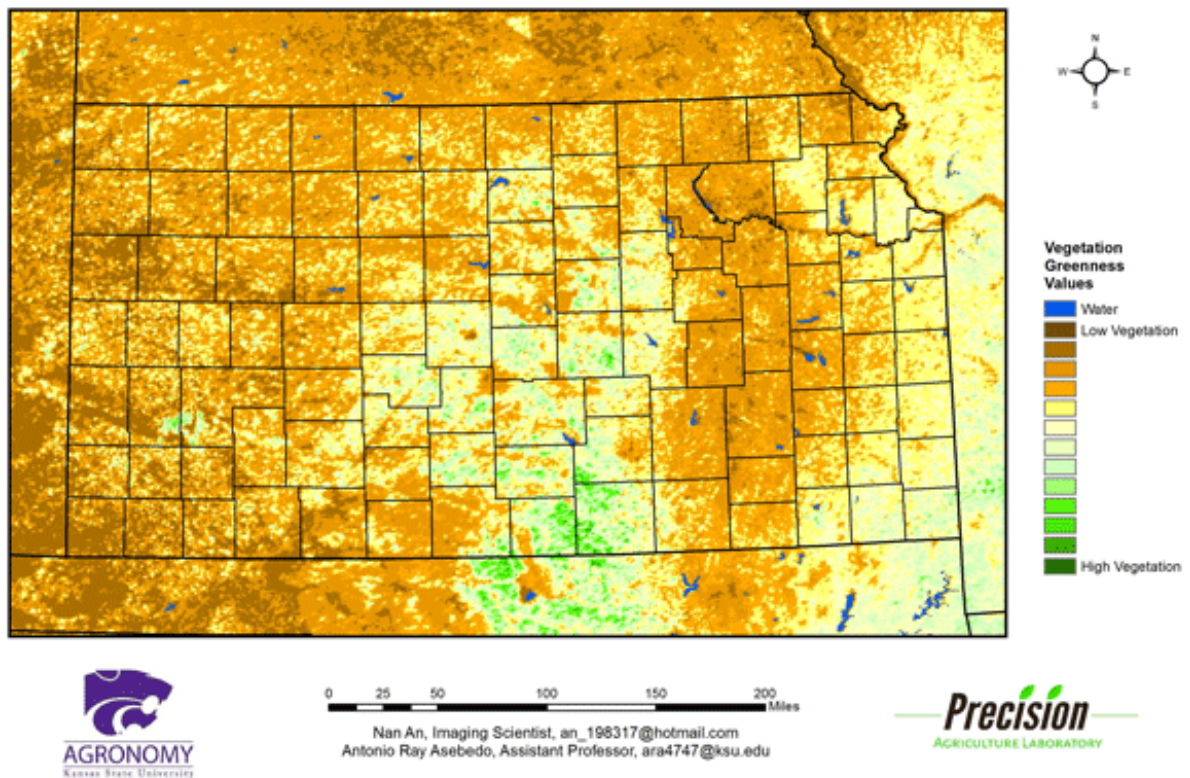 N
W E
S
Vegetation
Greenness
Values
Water
Low Vegetation
High Vegetation
0 25 50 100 150 200
Miles
Nan An, Imaging Scientist, an_198317@hotmail.com
Antonio Ray Asebedo, Assistant Professor, ara4747@ksu.edu
AGRONOMY
Kansas State University
Precision
AGRICULTURE LABORATORY